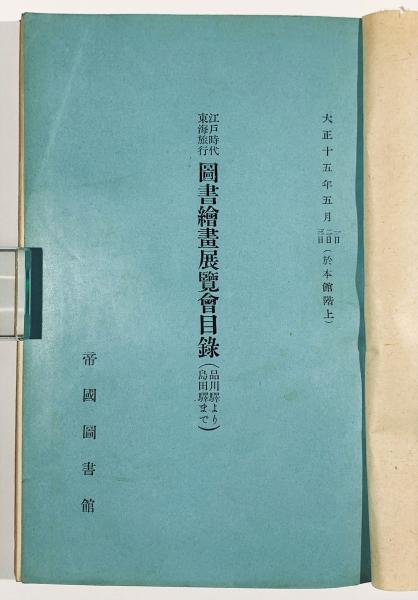 大正十五年五月一日二日三日(於本館階上)
江戸時代東海旅行圖書繪畫展覽會目錄(品川驛より島田驛まで)
帝國圖書館